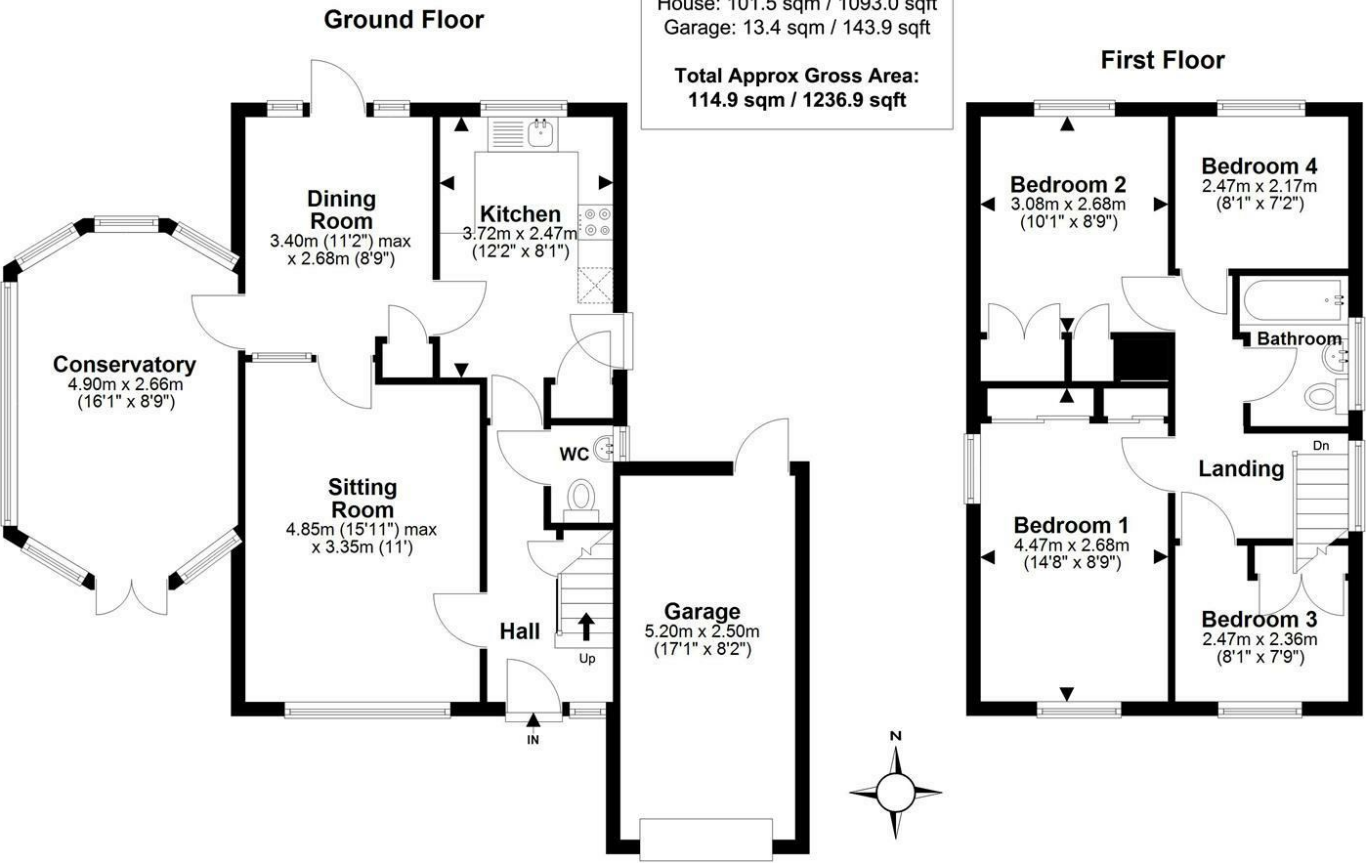 Ground Floor
House: 101.5 sqm / 1093.0 sqft
Garage: 13.4 sqm / 143.9 sqft
Total Approx Gross Area:
114.9 sqm / 1236.9 sqft
First Floor
Dining
Room
3.40m (11'2") max
x 2.68m (8'9")
Kitchen
3.72m x 2.47m
(12'2" x 8'1")
Conservatory
4.90m x 2.66m
(16'1" x 8'9")
Sitting
Room
4.85m (15'11") max
x 3.35m (11')
WC
Hall
Up
IN
Garage
5.20m x 2.50m
(17'1" x 8'2")
N
Bedroom 2
3.08m x 2.68m
(10'1" x 8'9")
Bedroom 4
2.47m x 2.17m
(8'1" x 7'2")
Bathroom
Dn
Landing
Bedroom 1
4.47m x 2.68m
(14'8" x 8'9")
Bedroom 3
2.47m x 2.36m
(8'1" x 7'9")